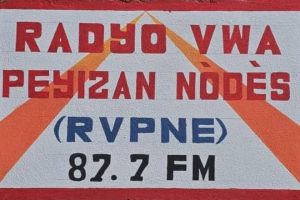 RADYO VWA
PEYIZAN NÒDÈS
(RVPNE)
87.7 FM